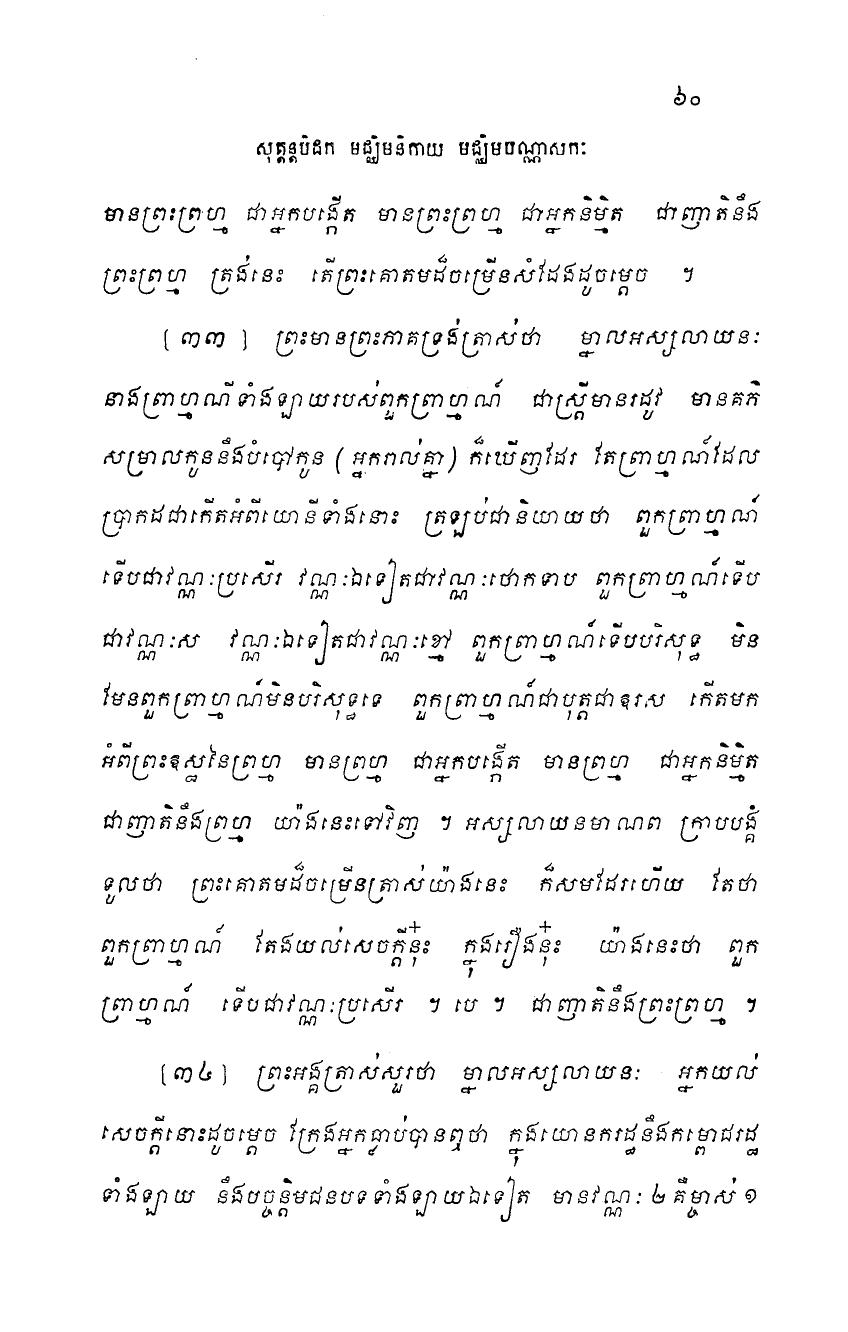 ៦០
សុត្តន្តបិដក មជ្ឈិមនិកាយ មជ្ឈិមបណ្ណាសកៈ
មានព្រះព្រហ្ម ជាអ្នកបង្កើត មានព្រះព្រហ្ម ជាអ្នកនិម្មិត ជាញាតិនឹង
ព្រះព្រហ្ម ត្រង់នេះ តើព្រះគោតមដ៏ចម្រើនសំដែងដូចម្តេច ។
[ ៣៣ ] ព្រះមានព្រះភាគទ្រង់ត្រាស់ថា ម្នាលអស្សលាយនៈ
នាងព្រាហ្មណីទាំងឡាយរបស់ពួកព្រាហ្មណ៍ ជាស្ត្រីមានរដូវ មានគភ៌
សម្រាលកូននឹងបំបៅកូន (អ្នករាល់គ្នា) ក៏ឃើញដែរ តែព្រាហ្មណ៍ដែល
ប្រាកដជាកើតអំពីយោនីទាំងនោះ ត្រឡប់ជានិយាយថា ពួកព្រាហ្មណ៍
ទើបជាវណ្ណៈប្រសើរ វណ្ណៈឯទៀតជាវណ្ណៈថោកទាប ពួកព្រាហ្មណ៍ទើប
ជាវណ្ណៈស វណ្ណៈឯទៀតជាវណ្ណៈខ្មៅ ពួកព្រាហ្មណ៍ទើបបរិសុទ្ធ មិន
មែនពួកព្រាហ្មណ៍មិនបរិសុទ្ធទេ ពួកព្រាហ្មណ៍ជាបុត្តជាឱរស កើតមក
អំពីព្រះឱស្ឋនៃព្រហ្ម មានព្រហ្ម ជាអ្នកបង្កើត មានព្រហ្ម ជាអ្នកនិម្មិត
ជាញាតិនឹងព្រហ្ម យ៉ាងនេះទៅវិញ ។ អស្សលាយនមាណព ក្រាបបង្គំ
ទូលថា ព្រះគោតមដ៏ចម្រើនត្រាស់យ៉ាងនេះ ក៏សមដែរហើយ តែថា
ពួកព្រាហ្មណ៍ តែងយល់សេចក្តីនុ៎ះ ក្នុងរឿងនុ៎ះ យ៉ាងនេះថា ពួក
ព្រាហ្មណ៍ ទើបជាវណ្ណៈប្រសើរ ។ បេ ។ ជាញាតិនឹងព្រះព្រហ្ម ។
[៣៤] ព្រះអង្គត្រាស់សួរថា ម្នាលអស្សលាយនៈ អ្នកយល់
សេចក្តីនោះដូចម្តេច ក្រែងអ្នកធ្លាប់បានឮថា ក្នុងយោនករដ្ឋនឹងកម្ពោជរដ្ឋ
ទាំងឡាយ នឹងបច្ចន្តិមជនបទទាំងឡាយឯទៀត មានវណ្ណៈ ២ គឺម្ចាស់ ១